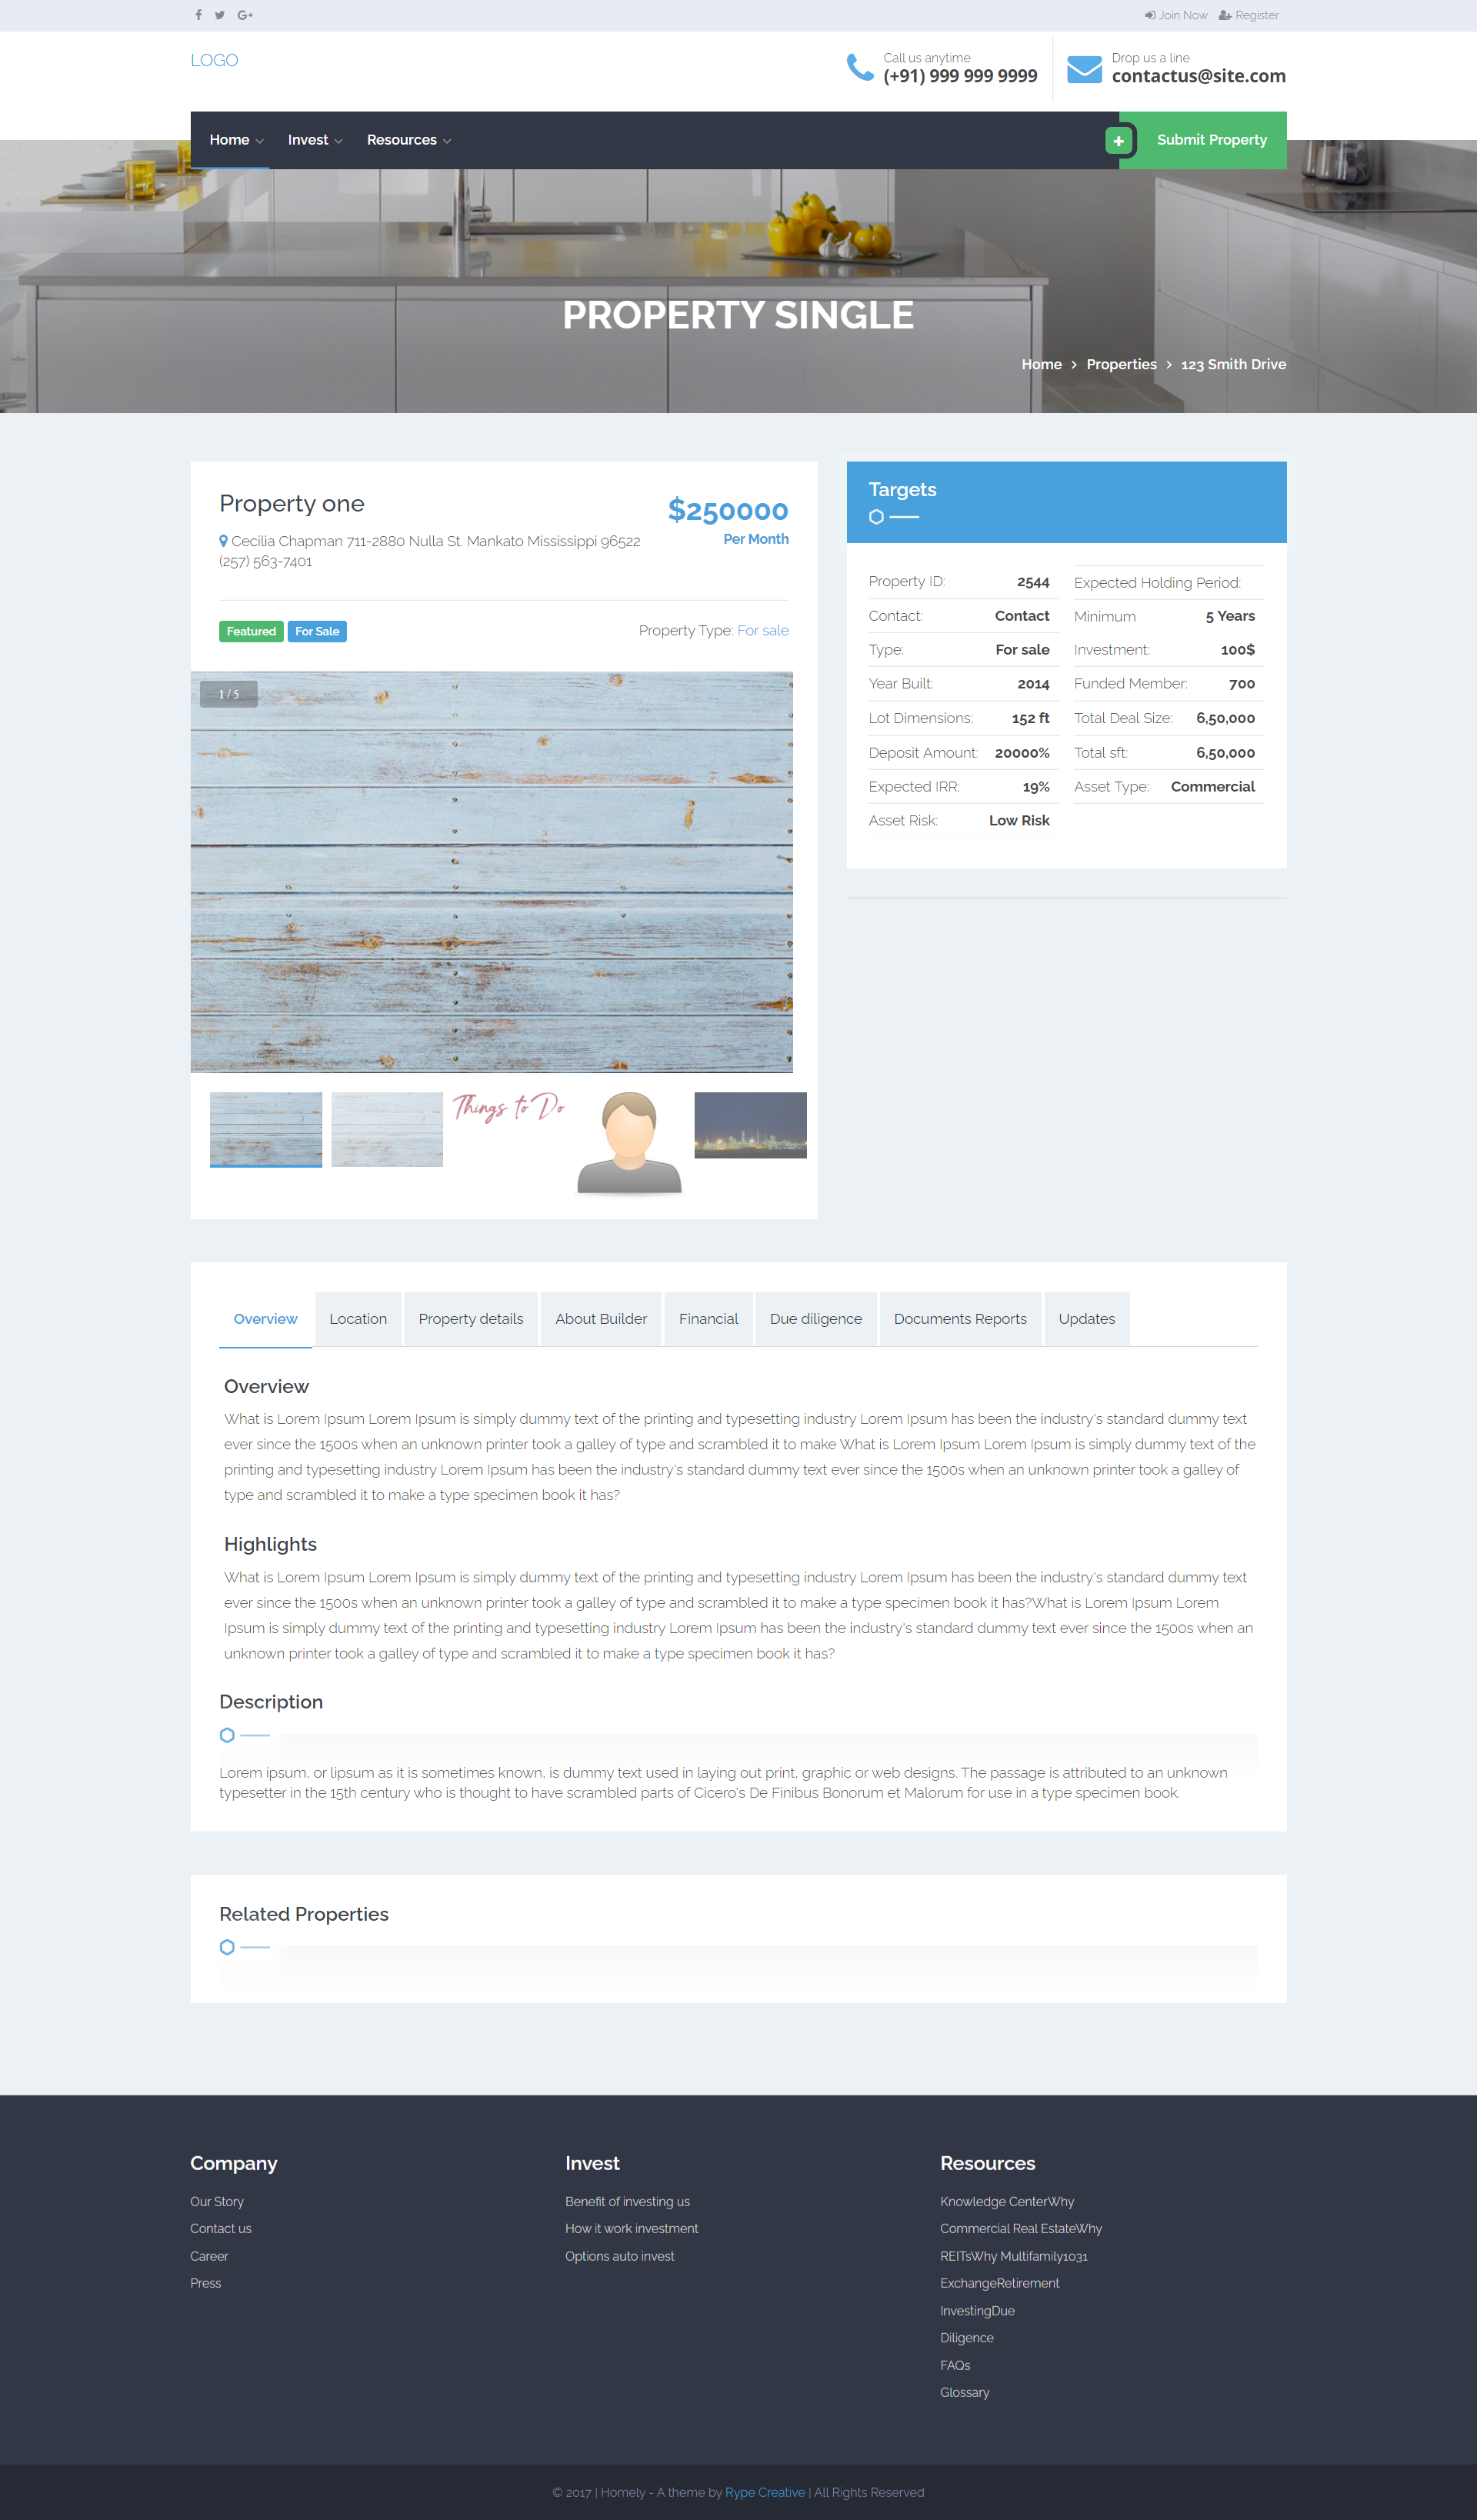 Join Now Register
LOGO
Call us anytime
(+91) 999 999 9999
Drop us a line
contactus@site.com
Home Invest Resources
Submit Property
PROPERTY SINGLE
Home > Properties > 123 Smith Drive
Property one
$250000
Per Month
Cecilia Chapman 711-2880 Nulla St. Mankato Mississippi 96522
(257) 563-7401
Featured For Sale
Property Type: For sale
1 / 5
Things to Do
Targets
Property ID: 2544
Contact: Contact
Type: For sale
Year Built: 2014
Lot Dimensions: 152 ft
Deposit Amount: 20000%
Expected IRR: 19%
Asset Risk: Low Risk
Expected Holding Period:
Minimum 5 Years
Investment: 100$
Funded Member: 700
Total Deal Size: 6,50,000
Total sft: 6,50,000
Asset Type: Commercial
Overview Location Property details About Builder Financial Due diligence Documents Reports Updates
Overview
What is Lorem Ipsum Lorem Ipsum is simply dummy text of the printing and typesetting industry Lorem Ipsum has been the industry's standard dummy text
ever since the 1500s when an unknown printer took a galley of type and scrambled it to make What is Lorem Ipsum Lorem Ipsum is simply dummy text of the
printing and typesetting industry Lorem Ipsum has been the industry's standard dummy text ever since the 1500s when an unknown printer took a galley of
type and scrambled it to make a type specimen book it has?
Highlights
What is Lorem Ipsum Lorem Ipsum is simply dummy text of the printing and typesetting industry Lorem Ipsum has been the industry's standard dummy text
ever since the 1500s when an unknown printer took a galley of type and scrambled it to make a type specimen book it has?What is Lorem Ipsum Lorem
Ipsum is simply dummy text of the printing and typesetting industry Lorem Ipsum has been the industry's standard dummy text ever since the 1500s when an
unknown printer took a galley of type and scrambled it to make a type specimen book it has?
Description
Lorem ipsum, or lipsum as it is sometimes known, is dummy text used in laying out print, graphic or web designs. The passage is attributed to an unknown
typesetter in the 15th century who is thought to have scrambled parts of Cicero's De Finibus Bonorum et Malorum for use in a type specimen book.
Related Properties
Company
Our Story
Contact us
Career
Press
Invest
Benefit of investing us
How it work investment
Options auto invest
Resources
Knowledge CenterWhy
Commercial Real EstateWhy
REITsWhy Multifamily1031
ExchangeRetirement
InvestingDue
Diligence
FAQs
Glossary
© 2017 | Homely - A theme by Rype Creative | All Rights Reserved